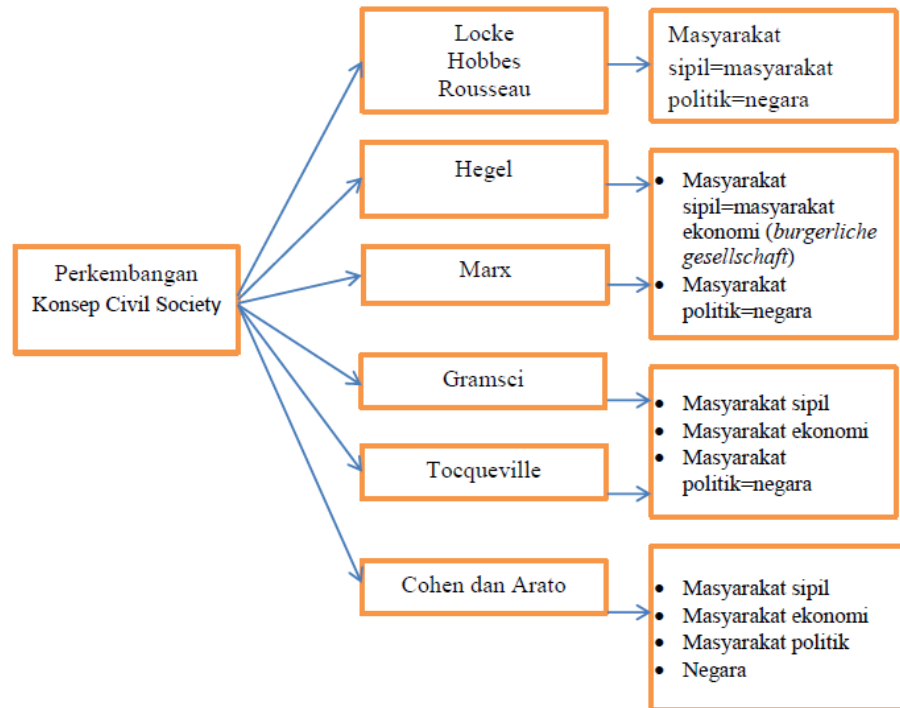 Locke
Hobbes
Rousseau
Masyarakat
sipil=masyarakat
politik=negara
Hegel
• Masyarakat
sipil=masyarakat
ekonomi (burgerliche
gesellschaft)
• Masyarakat
politik=negara
Perkembangan
Konsep Civil Society
Marx
Gramsci
• Masyarakat sipil
• Masyarakat ekonomi
• Masyarakat
politik=negara
Tocqueville
Cohen dan Arato
• Masyarakat sipil
• Masyarakat ekonomi
• Masyarakat politik
• Negara